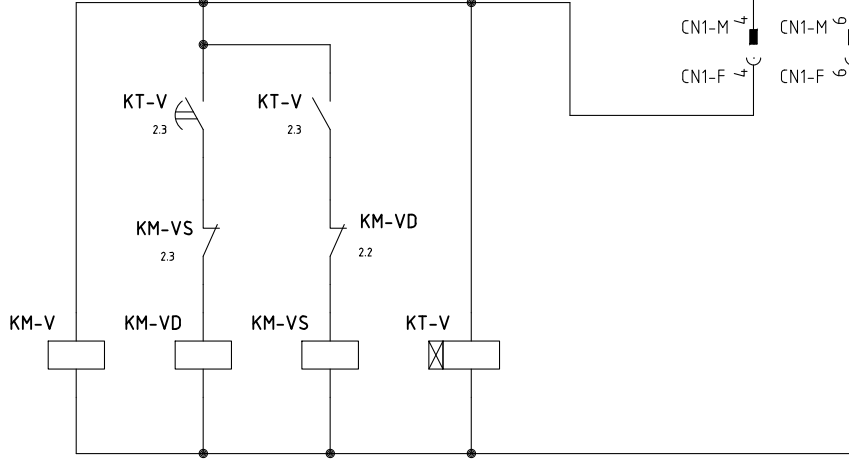 CN1-M 4 CN1-M 6
CN1-F 4 CN1-F 6
KT-V KT-V
2.3 2.3
KM-VS KM-VD
2.3 2.2
KM-V KM-VD KM-VS KT-V